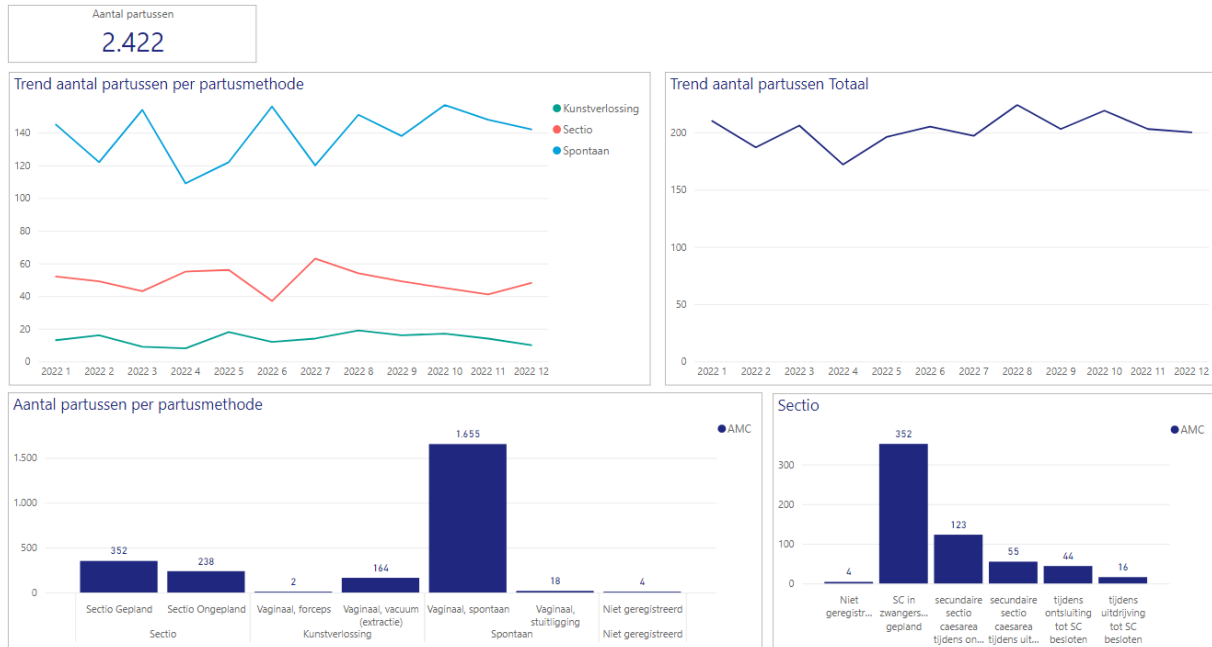 Aantal partussen
2.422
Trend aantal partussen per partusmethode
Kunstverlossing
Sectio
Spontaan
140
120
100
80
60
40
20
0
2022 1 2022 2 2022 3 2022 4 2022 5 2022 6 2022 7 2022 8 2022 9 2022 10 2022 11 2022 12
Trend aantal partussen Totaal
200
150
100
50
0
2022 1 2022 2 2022 3 2022 4 2022 5 2022 6 2022 7 2022 8 2022 9 2022 10 2022 11 2022 12
Aantal partussen per partusmethode
AMC
1.655
1.500
1.000
500
0
352
238
2
164
18
4
Sectio Gepland Sectio Ongepland Vaginaal, forceps Vaginaal, vacuum Vaginaal, spontaan Vaginaal, Niet geregistreerd
(extractie) stuitligging
Sectio Kunstverlossing Spontaan Niet geregistreerd
Sectio
AMC
352
300
200
100
0
4
123
55
44
16
Niet SC in secundaire secundaire tijdens tijdens
geregistr... zwangers... sectio sectio ontsluiting uitdrijving
gepland caesarea caesarea tot SC tot SC
tijdens on... tijdens uit... besloten besloten